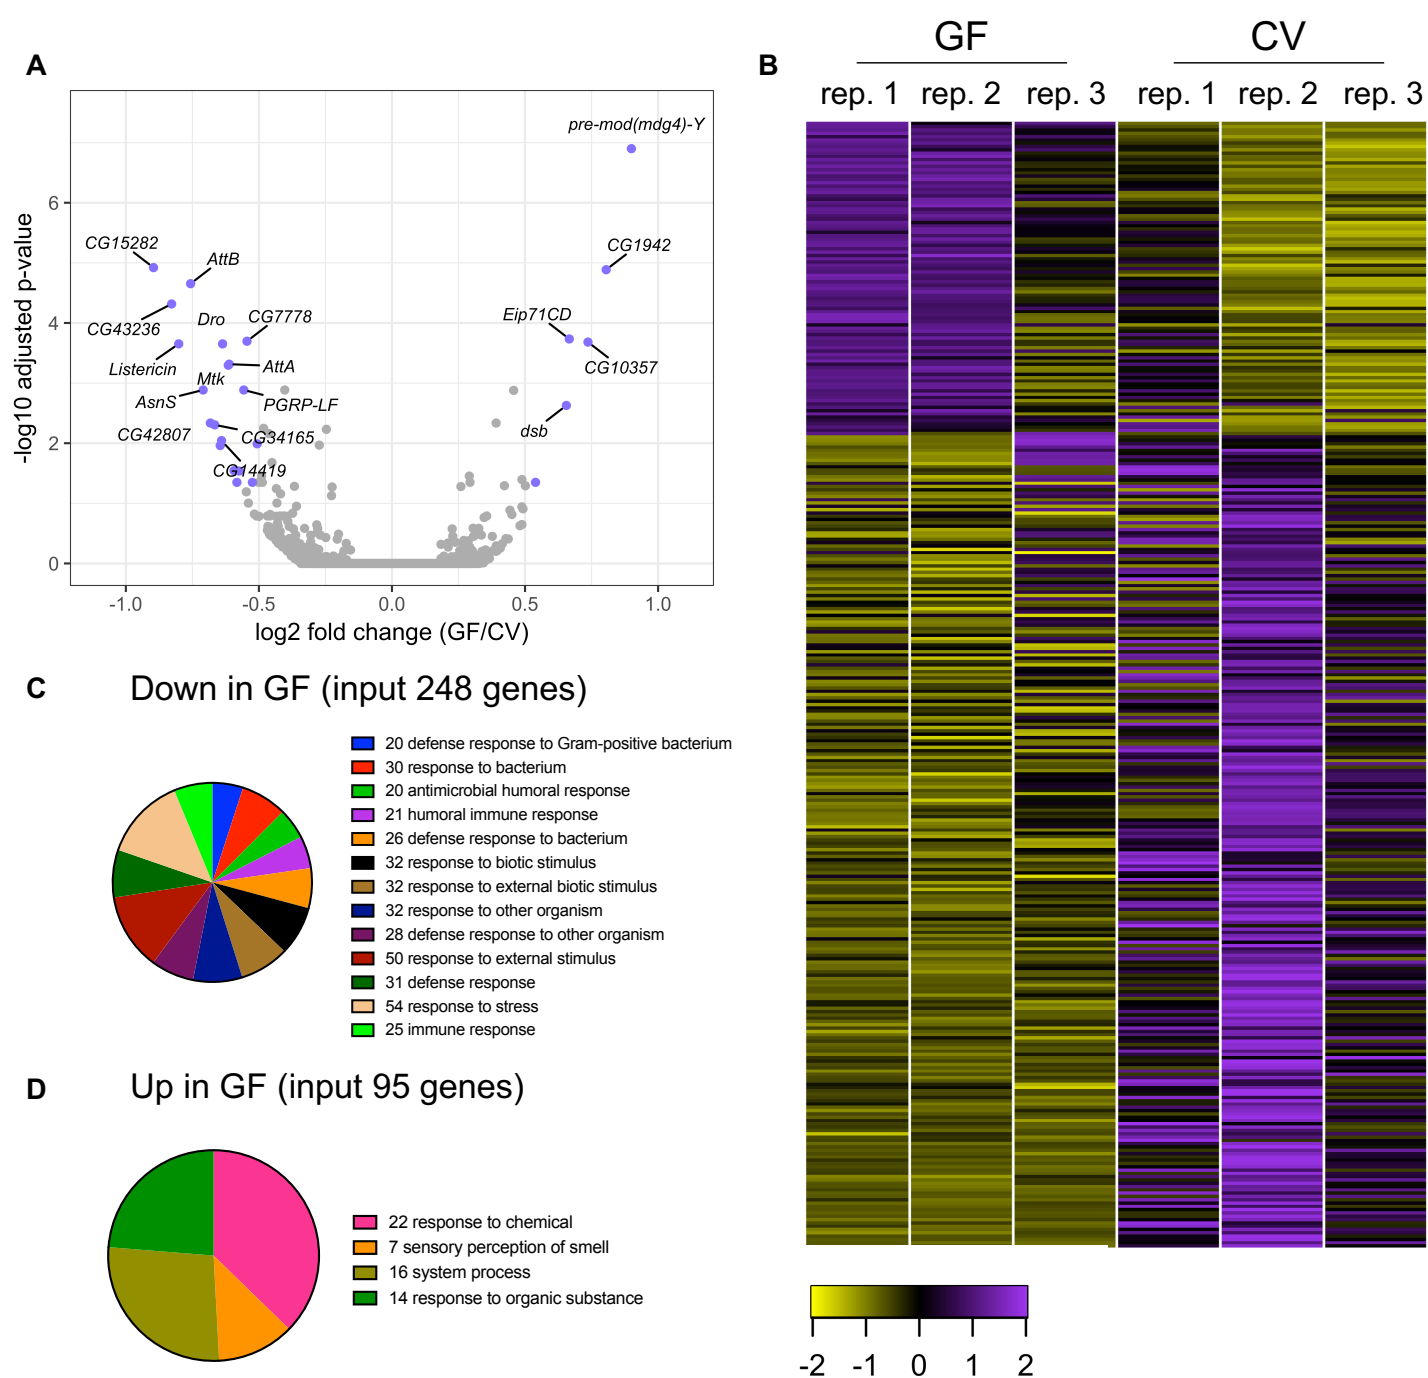 A
-log10 adjusted p-value
6
4
2
0
pre-mod(mdg4)-Y
CG15282
AttB
CG1942
CG43236
Dro
CG7778
Eip71CD
Listericin
AttA
CG10357
Mtk
AsnS
PGRP-LF
CG42807
CG34165
dsb
CG14419
-1.0 -0.5 0.0 0.5 1.0
log2 fold change (GF/CV)
B
GF CV
rep. 1 rep. 2 rep. 3 rep. 1 rep. 2 rep. 3
-2 -1 0 1 2
C
Down in GF (input 248 genes)
20 defense response to Gram-positive bacterium
30 response to bacterium
20 antimicrobial humoral response
21 humoral immune response
26 defense response to bacterium
32 response to biotic stimulus
32 response to external biotic stimulus
32 response to other organism
28 defense response to other organism
50 response to external stimulus
31 defense response
54 response to stress
25 immune response
D
Up in GF (input 95 genes)
22 response to chemical
7 sensory perception of smell
16 system process
14 response to organic substance